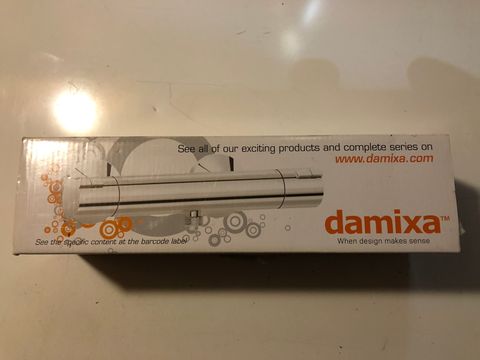 See all of our exciting products and complete series on
www.damixa.com
damixa™
When design makes sense
See the specific content at the barcode label